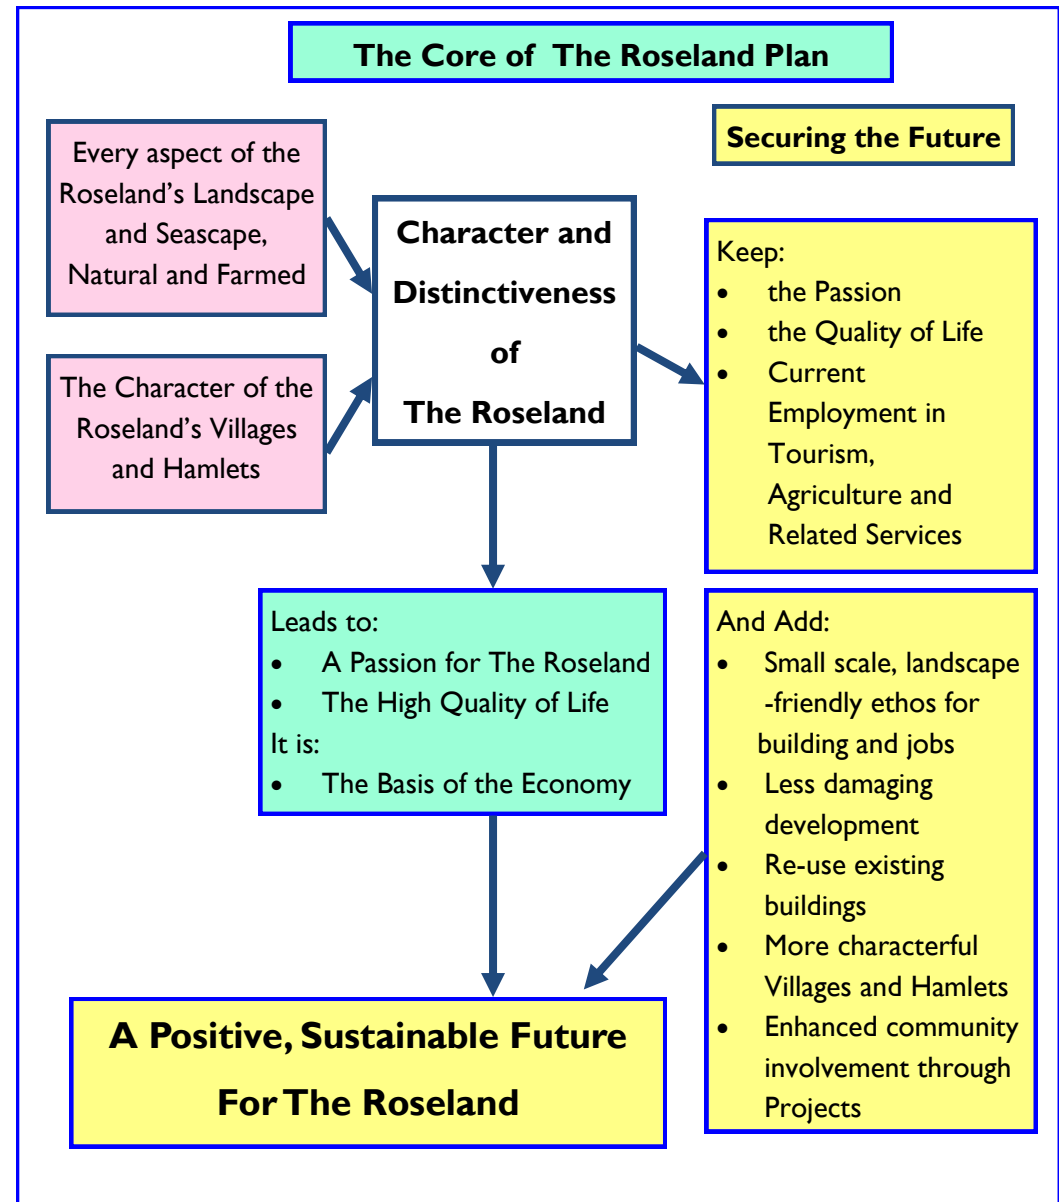 The Core of The Roseland Plan
Securing the Future
Every aspect of the
Roseland's Landscape
and Seascape,
Natural and Farmed
The Character of the
Roseland's Villages
and Hamlets
Character and
Distinctiveness
of
The Roseland
Keep:
• the Passion
• the Quality of Life
• Current
Employment in
Tourism,
Agriculture and
Related Services
Leads to:
• A Passion for The Roseland
• The High Quality of Life
It is:
• The Basis of the Economy
And Add:
• Small scale, landscape
-friendly ethos for
building and jobs
• Less damaging
development
• Re-use existing
buildings
• More characterful
Villages and Hamlets
• Enhanced community
involvement through
Projects
A Positive, Sustainable Future
For The Roseland